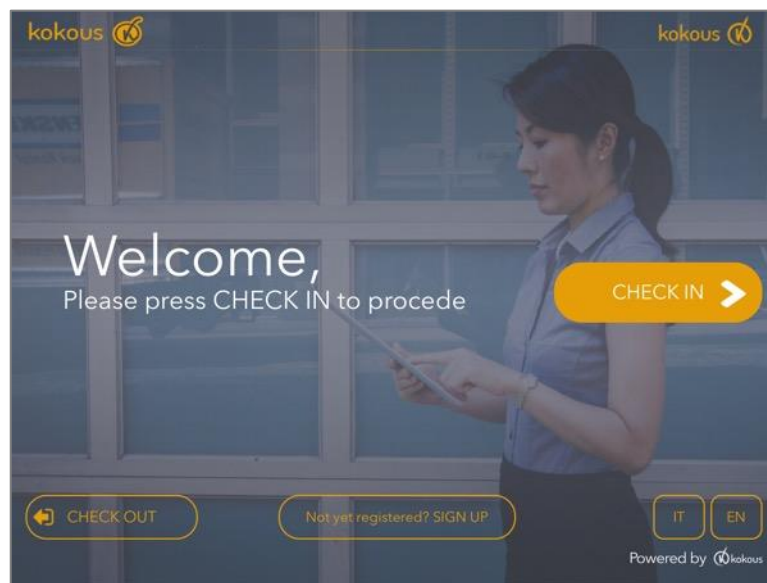 kokous
kokous
Welcome,
Please press CHECK IN to procede
CHECK IN
CHECK OUT
Not yet registered? SIGN UP
IT
EN
Powered by kokous